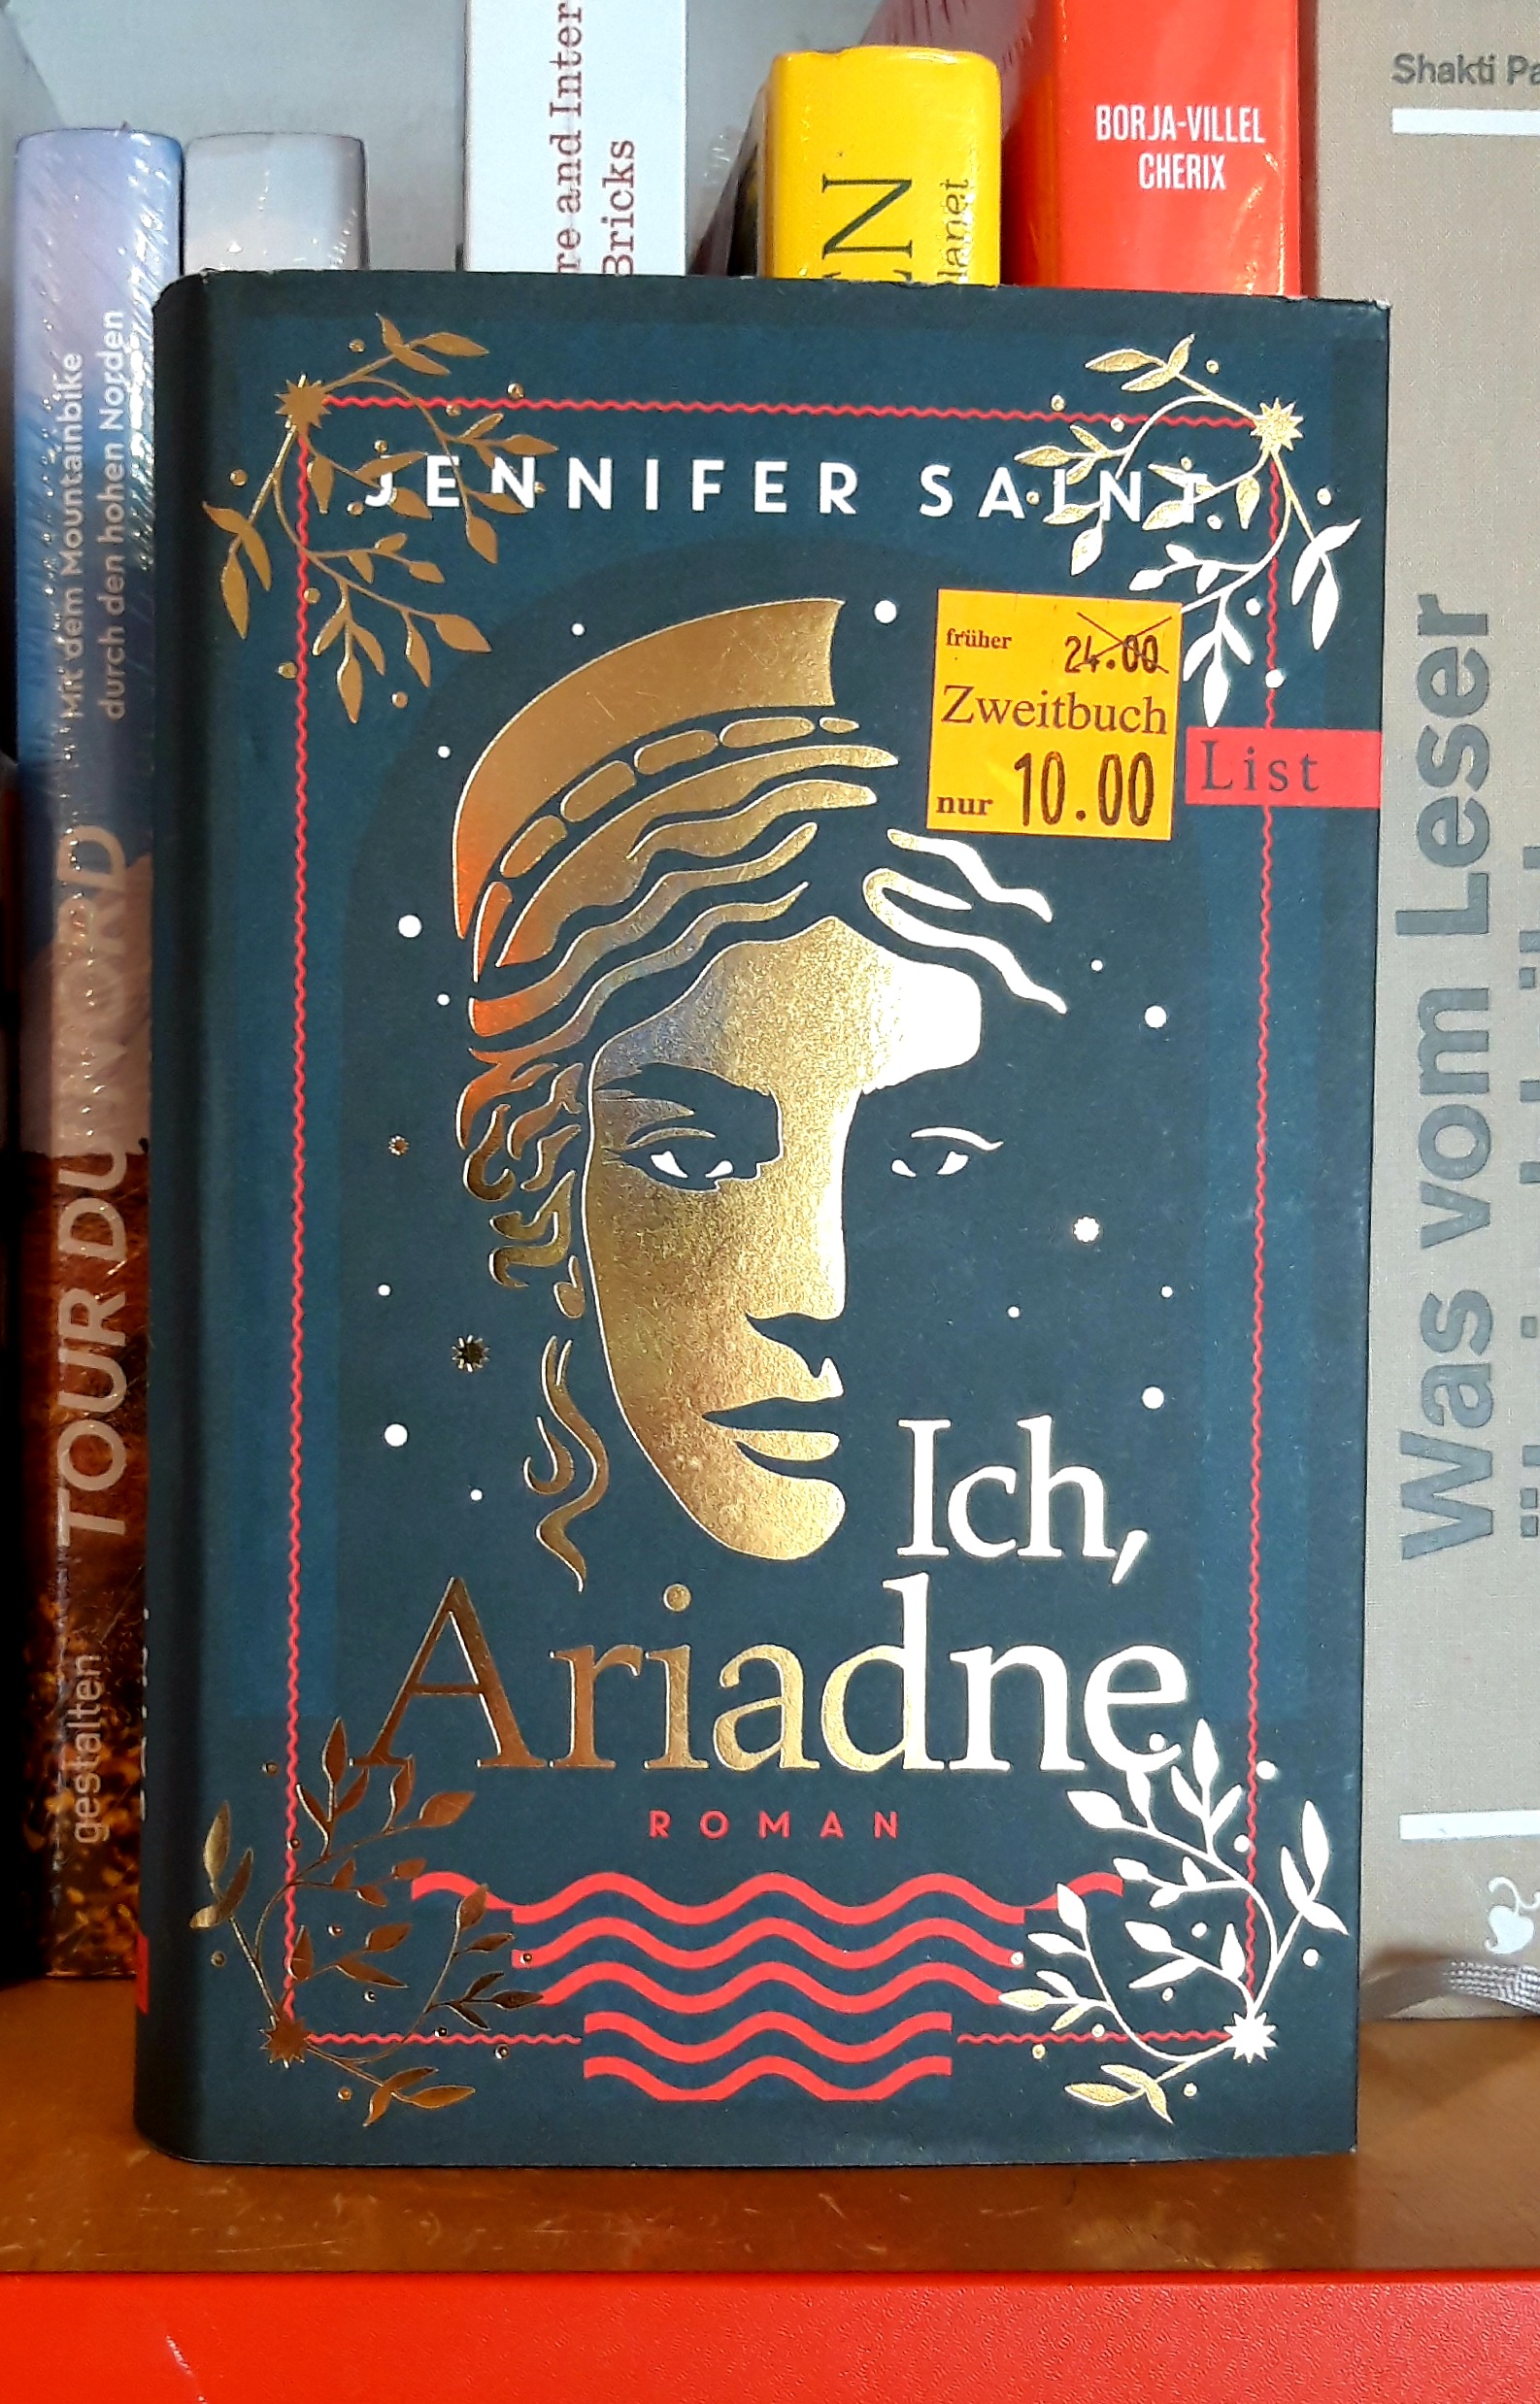 Shakti
BORJA-VILLEL
CHERIX
re and Inter
Bricks
Mit dem Mountainbike
durch den hohen Norden
TOUR DU NORD
gestalten
JENNIFER SAINT
früher 24.00
Zweitbuch
nur 10.00
List
Ich,
Ariadne
ROMAN
Was vom Leser